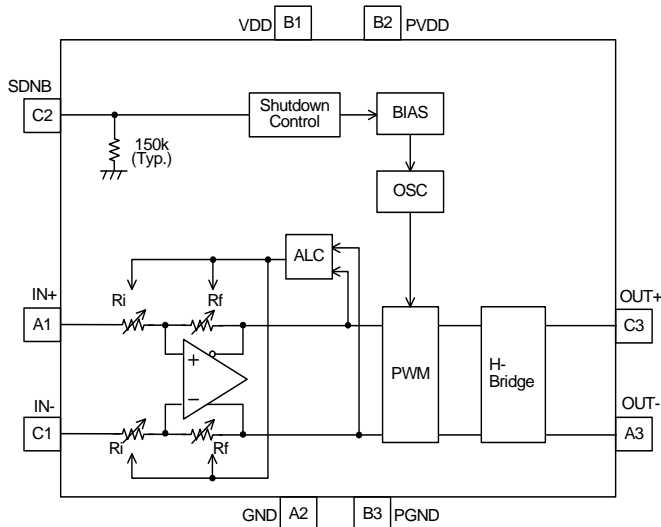 VDD B1 B2 PVDD
SDNB
C2
Shutdown
Control
BIAS
150k
(Typ.)
OSC
ALC
IN+
Ri
Rf
OUT+
A1
C3
+
PWM
H-
Bridge
−
IN-
OUT-
C1
Ri
Rf
A3
GND A2 B3 PGND